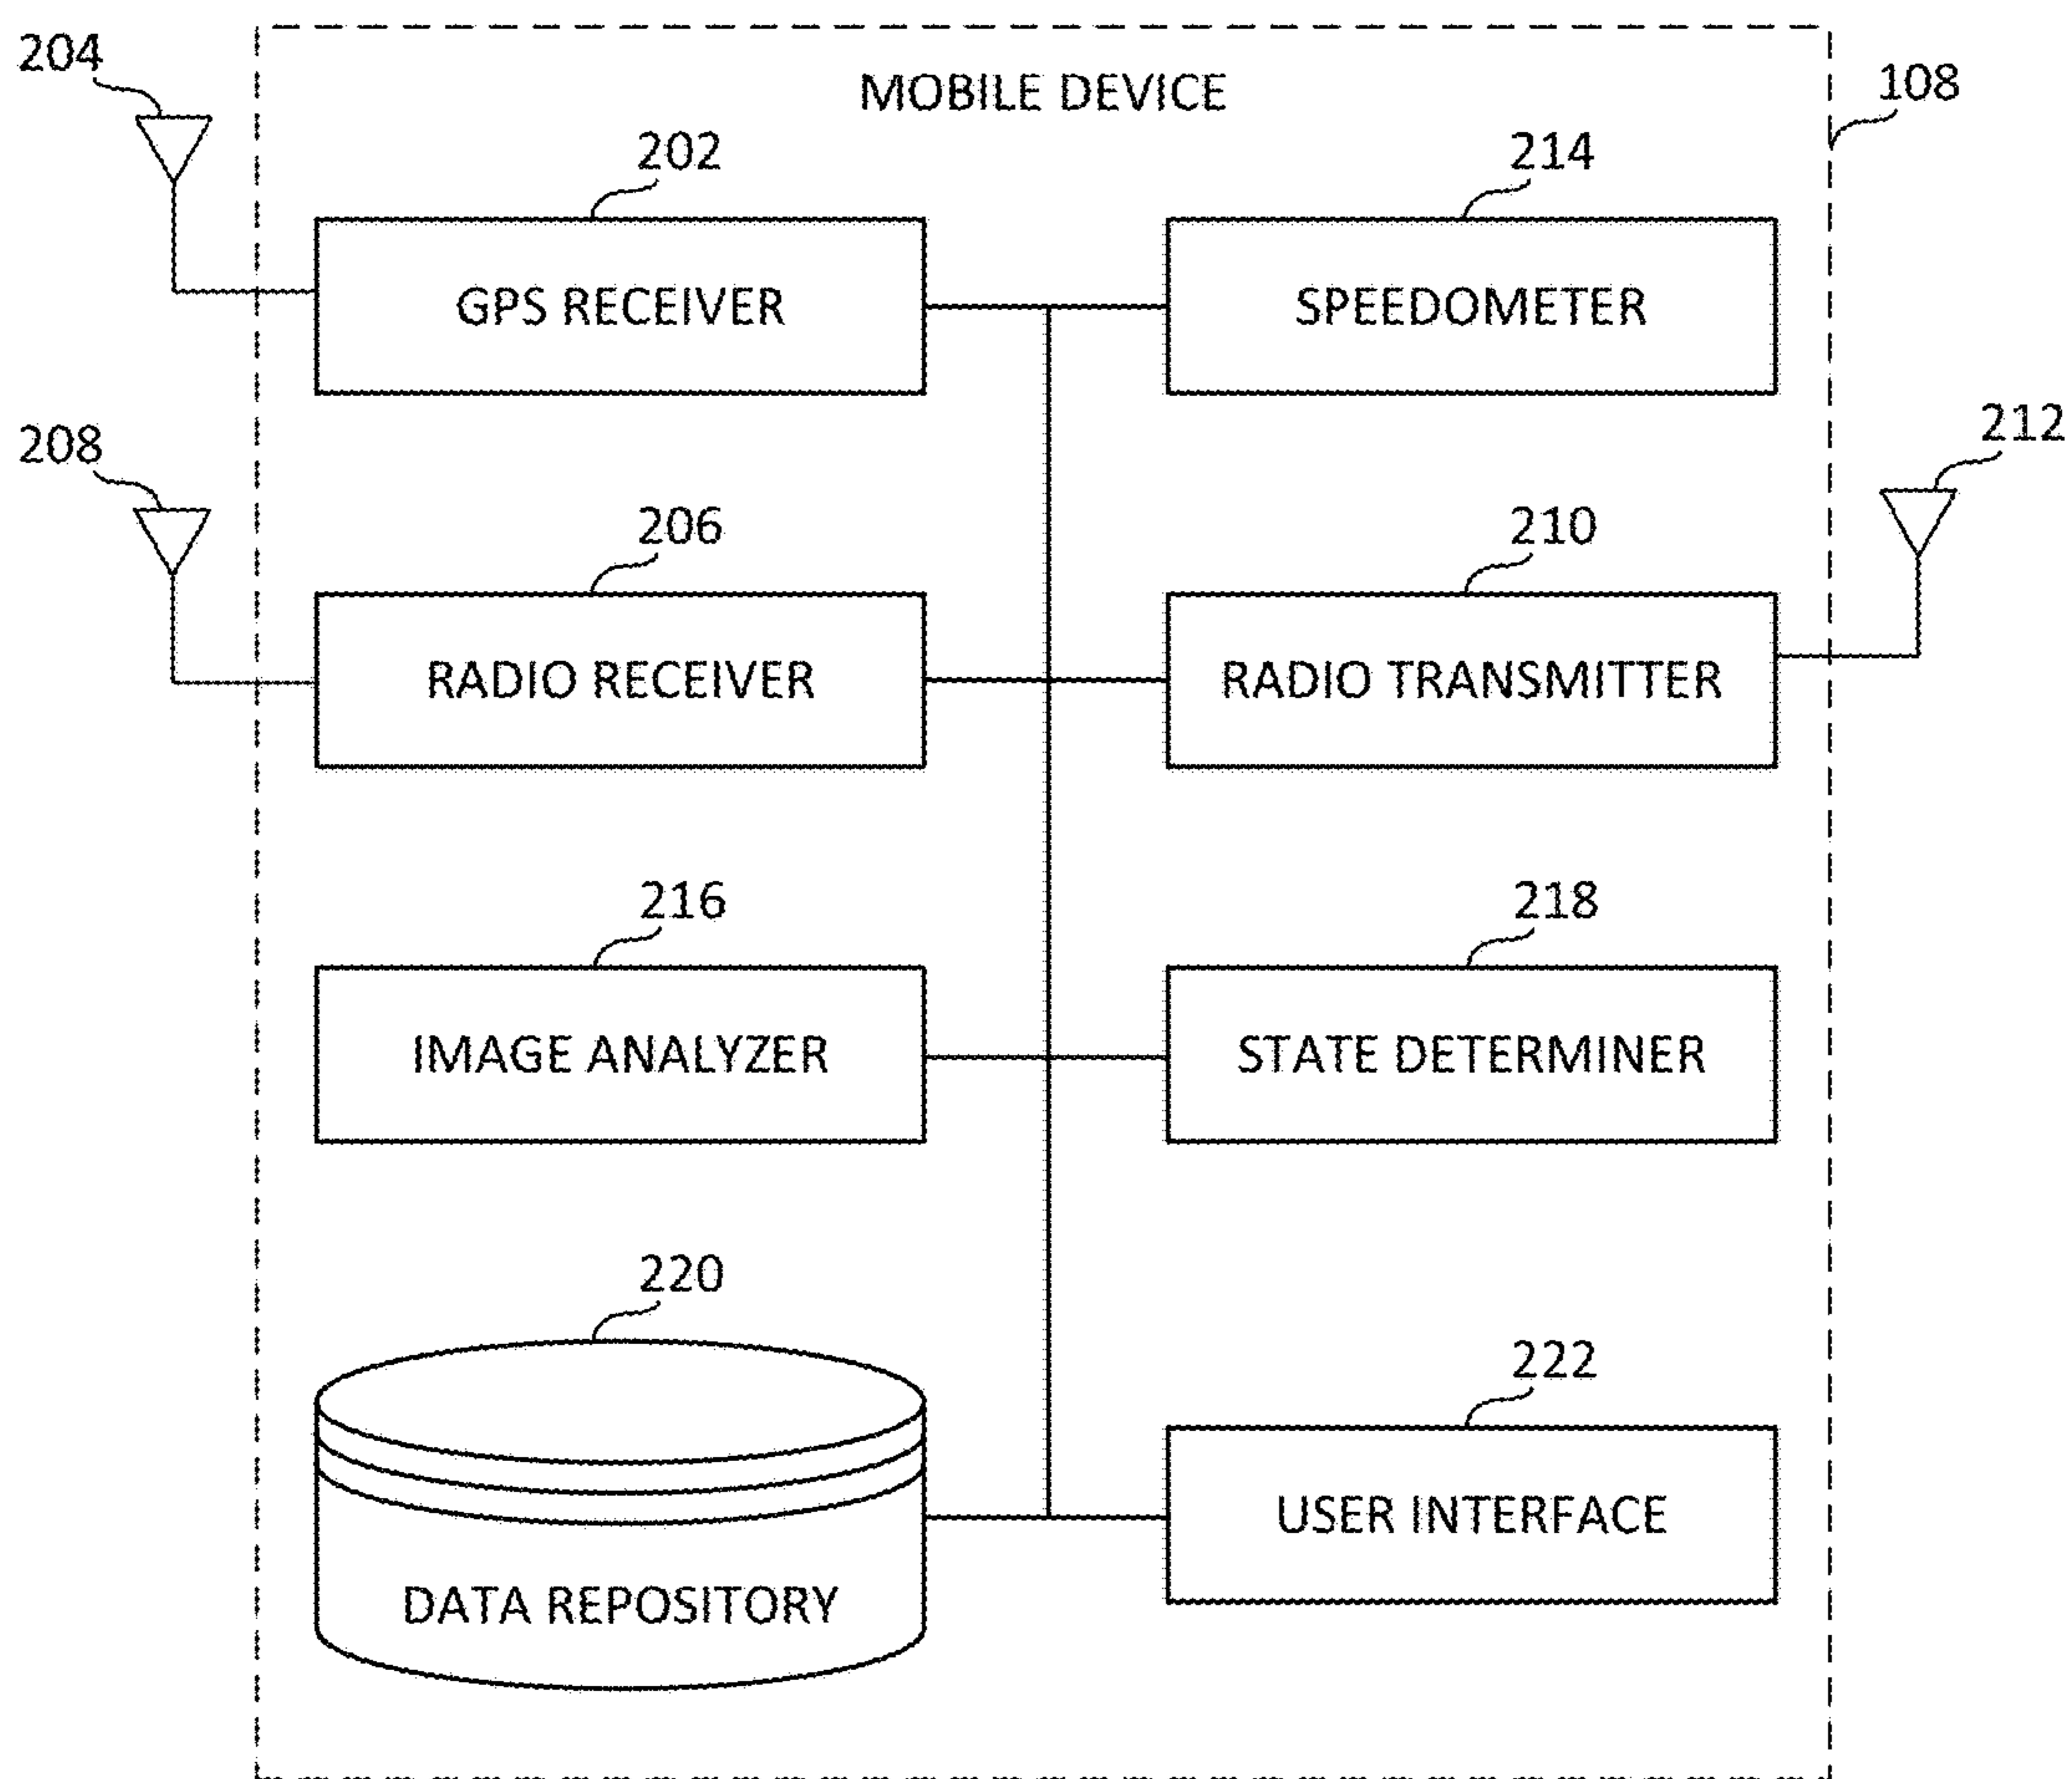 204
MOBILE DEVICE
108
202
214
GPS RECEIVER
SPEEDOMETER
208
212
206
210
RADIO RECEIVER
RADIO TRANSMITTER
216
218
IMAGE ANALYZER
STATE DETERMINER
220
222
USER INTERFACE
DATA REPOSITORY